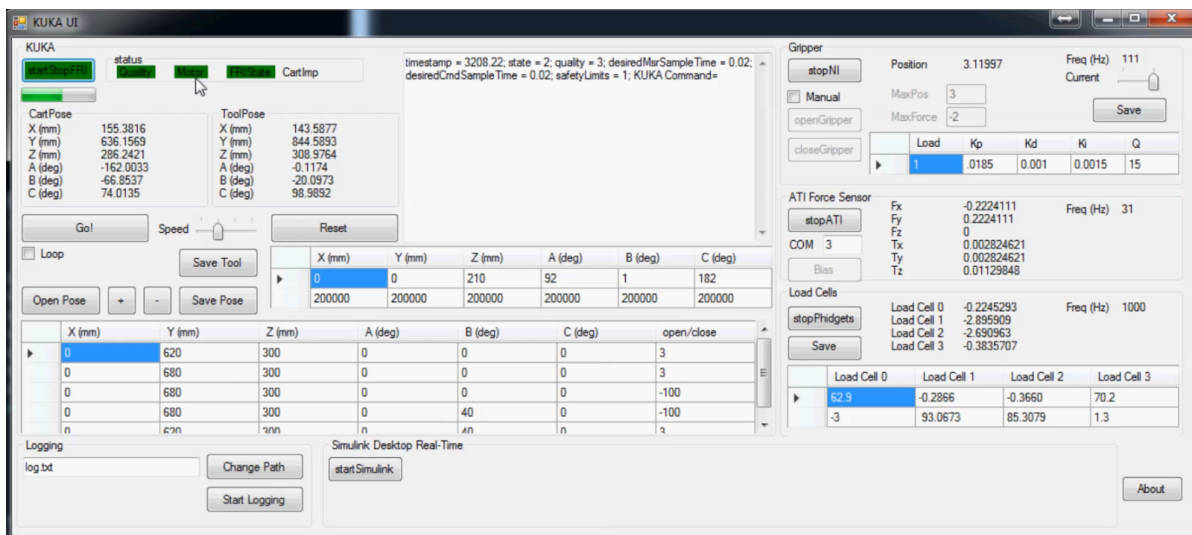 KUKA UI
KUKA
startStopFRI
status
Quality Motor FRIState CartImp
timestamp = 3208.22; state = 2; quality = 3; desiredMsrSampleTime = 0.02;
desiredCmdSampleTime = 0.02; safetyLimits = 1; KUKA Command=
CartPose
X (mm) 155.3816
Y (mm) 636.1569
Z (mm) 286.2421
A (deg) -162.0033
B (deg) -66.8537
C (deg) 74.0135
ToolPose
X (mm) 143.5877
Y (mm) 844.5893
Z (mm) 308.9764
A (deg) -0.1174
B (deg) -20.0973
C (deg) 98.9892
Go! Speed Reset
Loop
Save Tool
Open Pose + - Save Pose
X (mm) Y (mm) Z (mm) A (deg) B (deg) C (deg)
0 0 210 92 1 182
200000 200000 200000 200000 200000 200000
X (mm) Y (mm) Z (mm) A (deg) B (deg) C (deg) open/close
0 620 300 0 0 0 3
0 680 300 0 0 0 3
0 680 300 0 0 0 -100
0 680 300 0 40 0 -100
0 620 300 0 40 0 3
Logging
log.txt Change Path
Start Logging
Simulink Desktop Real-Time
startSimulink
Gripper
stopNI Position 3.11997 Freq (Hz) 111
Current
Manual MaxPos 3
Save
openGripper MaxForce -2
closeGripper
Load Kp Kd Ki Q
1 .0185 0.001 0.0015 15
ATI Force Sensor
stopATI
COM 3
Bias
Fx -0.2224111
Fy 0.2224111
Fz 0
Tx 0.002824621
Ty 0.002824621
Tz 0.01129848
Freq (Hz) 31
Load Cells
stopPhidgets
Save
Load Cell 0 -0.2245293
Load Cell 1 -2.895909
Load Cell 2 -2.690963
Load Cell 3 -0.3835707
Freq (Hz) 1000
Load Cell 0 Load Cell 1 Load Cell 2 Load Cell 3
62.9 -0.2866 -0.3660 70.2
-3 93.0673 85.3079 1.3
About